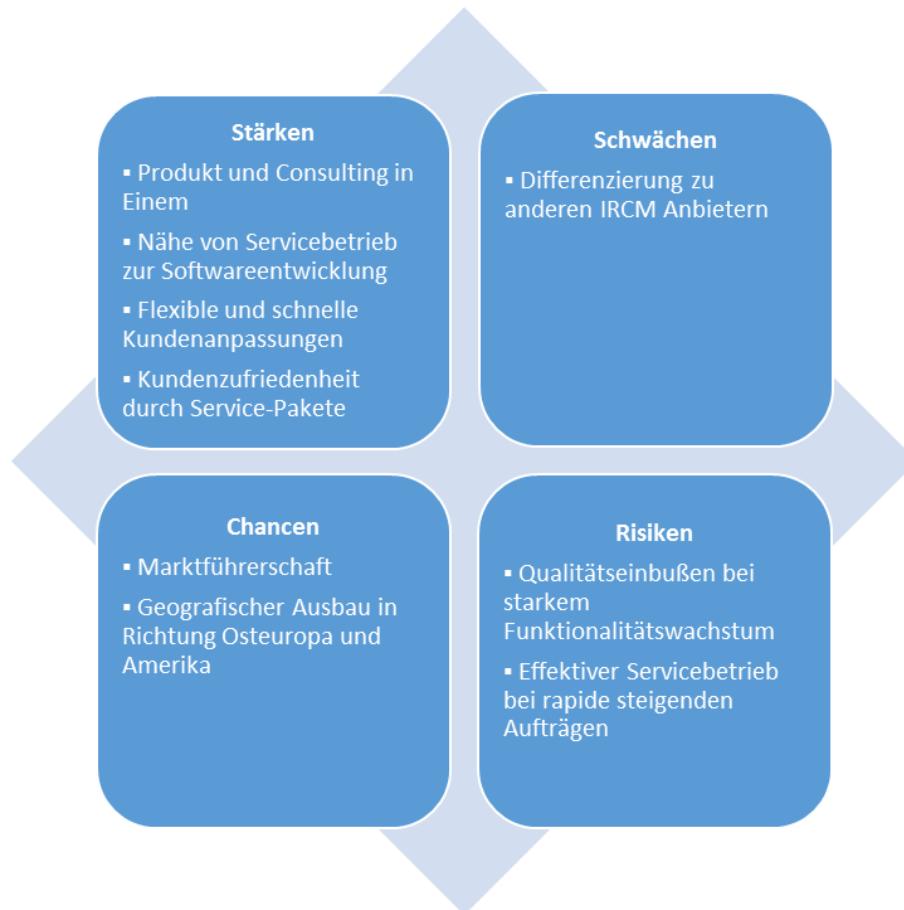 Stärken
▪ Produkt und Consulting in
Einem
▪ Nähe von Servicebetrieb
zur Softwareentwicklung
▪ Flexible und schnelle
Kundenanpassungen
▪ Kundenzufriedenheit
durch Service-Pakete
Schwächen
▪ Differenzierung zu
anderen IRCM Anbietern
Chancen
▪ Marktführerschaft
▪ Geografischer Ausbau in
Richtung Osteuropa und
Amerika
Risiken
▪ Qualitätseinbußen bei
starkem
Funktionalitätswachstum
▪ Effektiver Servicebetrieb
bei rapide steigenden
Aufträgen